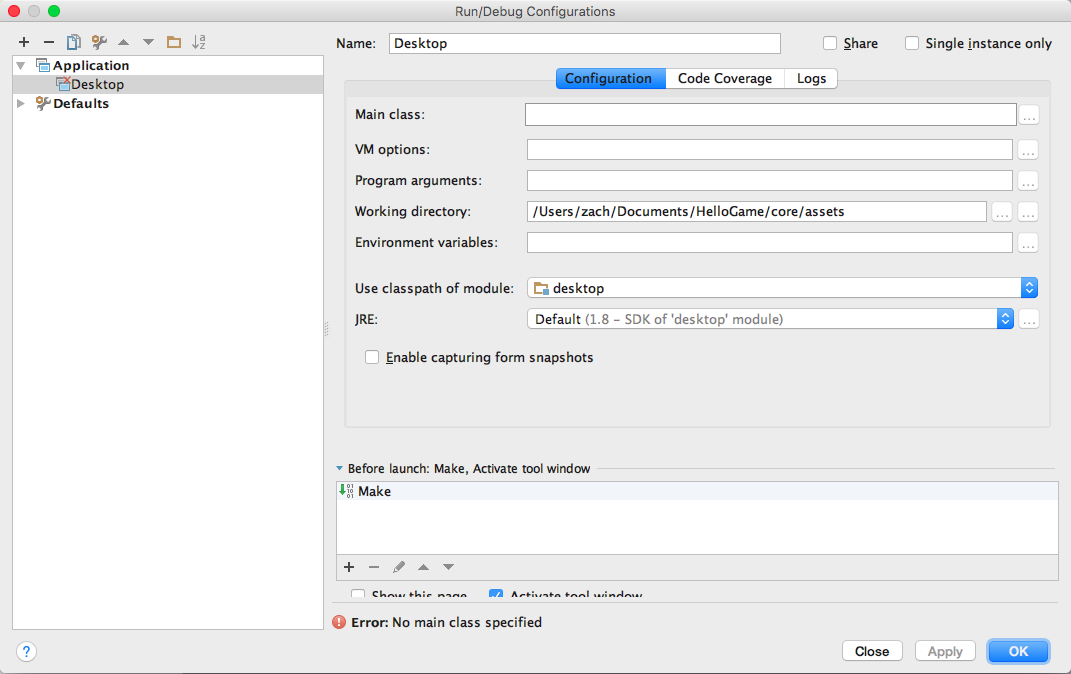 Run/Debug Configurations
Name: Desktop Share Single instance only
Application
Desktop
Defaults
Configuration Code Coverage Logs
Main class: ...
VM options: ...
Program arguments: ...
Working directory: /Users/zach/Documents/HelloGame/core/assets ... ...
Environment variables: ...
Use classpath of module: desktop
JRE: Default (1.8 – SDK of 'desktop' module) ...
Enable capturing form snapshots
Before launch: Make, Activate tool window
Make
Show this page Activate tool window
Error: No main class specified
? Close Apply OK